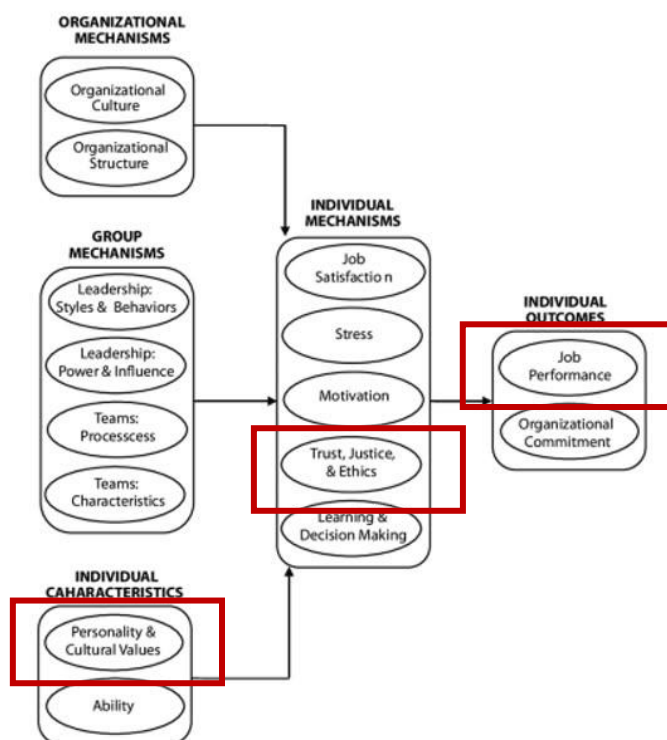 ORGANIZATIONAL
MECHANISMS
Organizational
Culture
Organizational
Structure
GROUP
MECHANISMS
Leadership:
Styles & Behaviors
Leadership:
Power & Influence
Teams:
Processcess
Teams:
Characteristics
INDIVIDUAL
CAHARACTERISTICS
Personality &
Cultural Values
Ability
INDIVIDUAL
MECHANISMS
Job
Satisfactio n
Stress
Motivation
Trust, Justice,
& Ethics
Learning &
Decision Making
INDIVIDUAL
OUTCOMES
Job
Performance
Organizational
Commitment